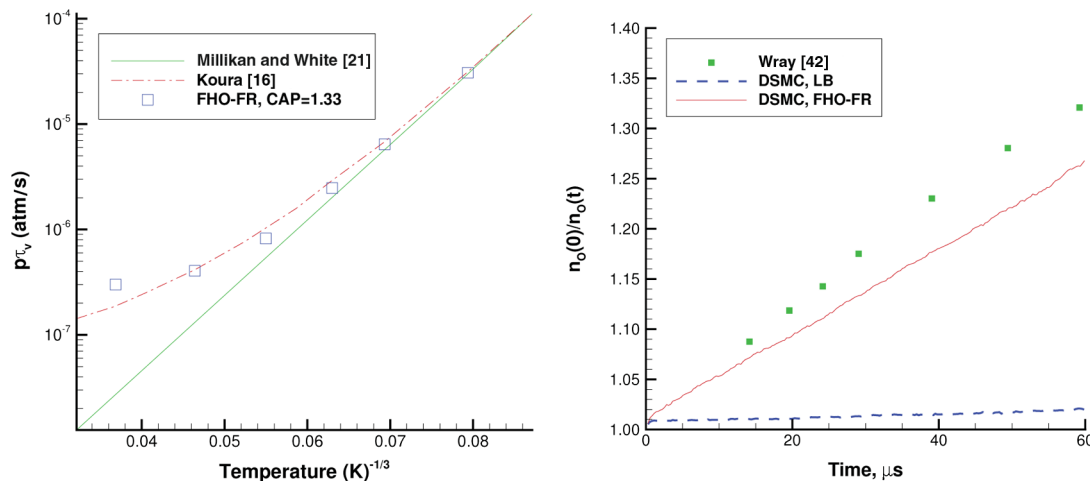 10⁻⁴
10⁻⁵
10⁻⁶
10⁻⁷
pτᵥ (atm/s)
Millikan and White [21]
Koura [16]
FHO-FR, CAP=1.33
0.04 0.05 0.06 0.07 0.08
Temperature (K)⁻¹/³
1.40
1.35
1.30
1.25
1.20
1.15
1.10
1.05
1.00
n₀(0)/n₀(t)
Wray [42]
DSMC, LB
DSMC, FHO-FR
0 20 40 60
Time, μs